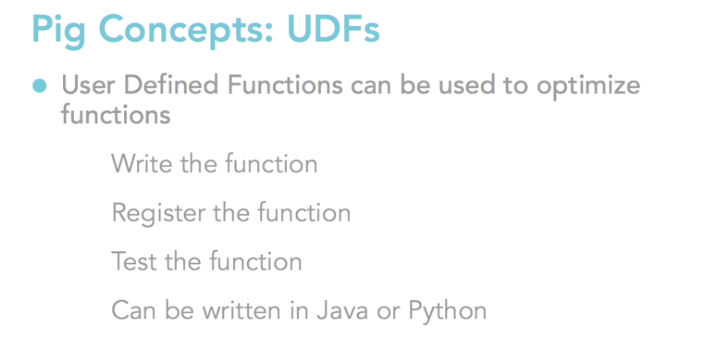 Pig Concepts: UDFs
● User Defined Functions can be used to optimize
functions
Write the function
Register the function
Test the function
Can be written in Java or Python